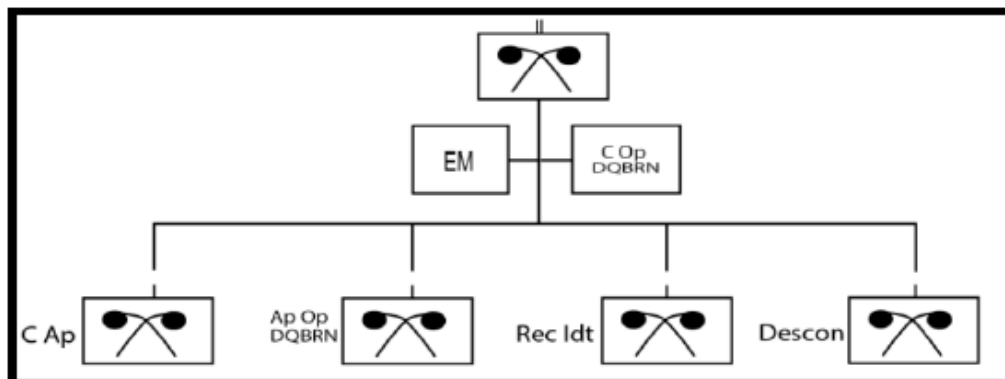 EM
C Op
DQBRN
C Ap
Ap Op
DQBRN
Rec Idt
Descon